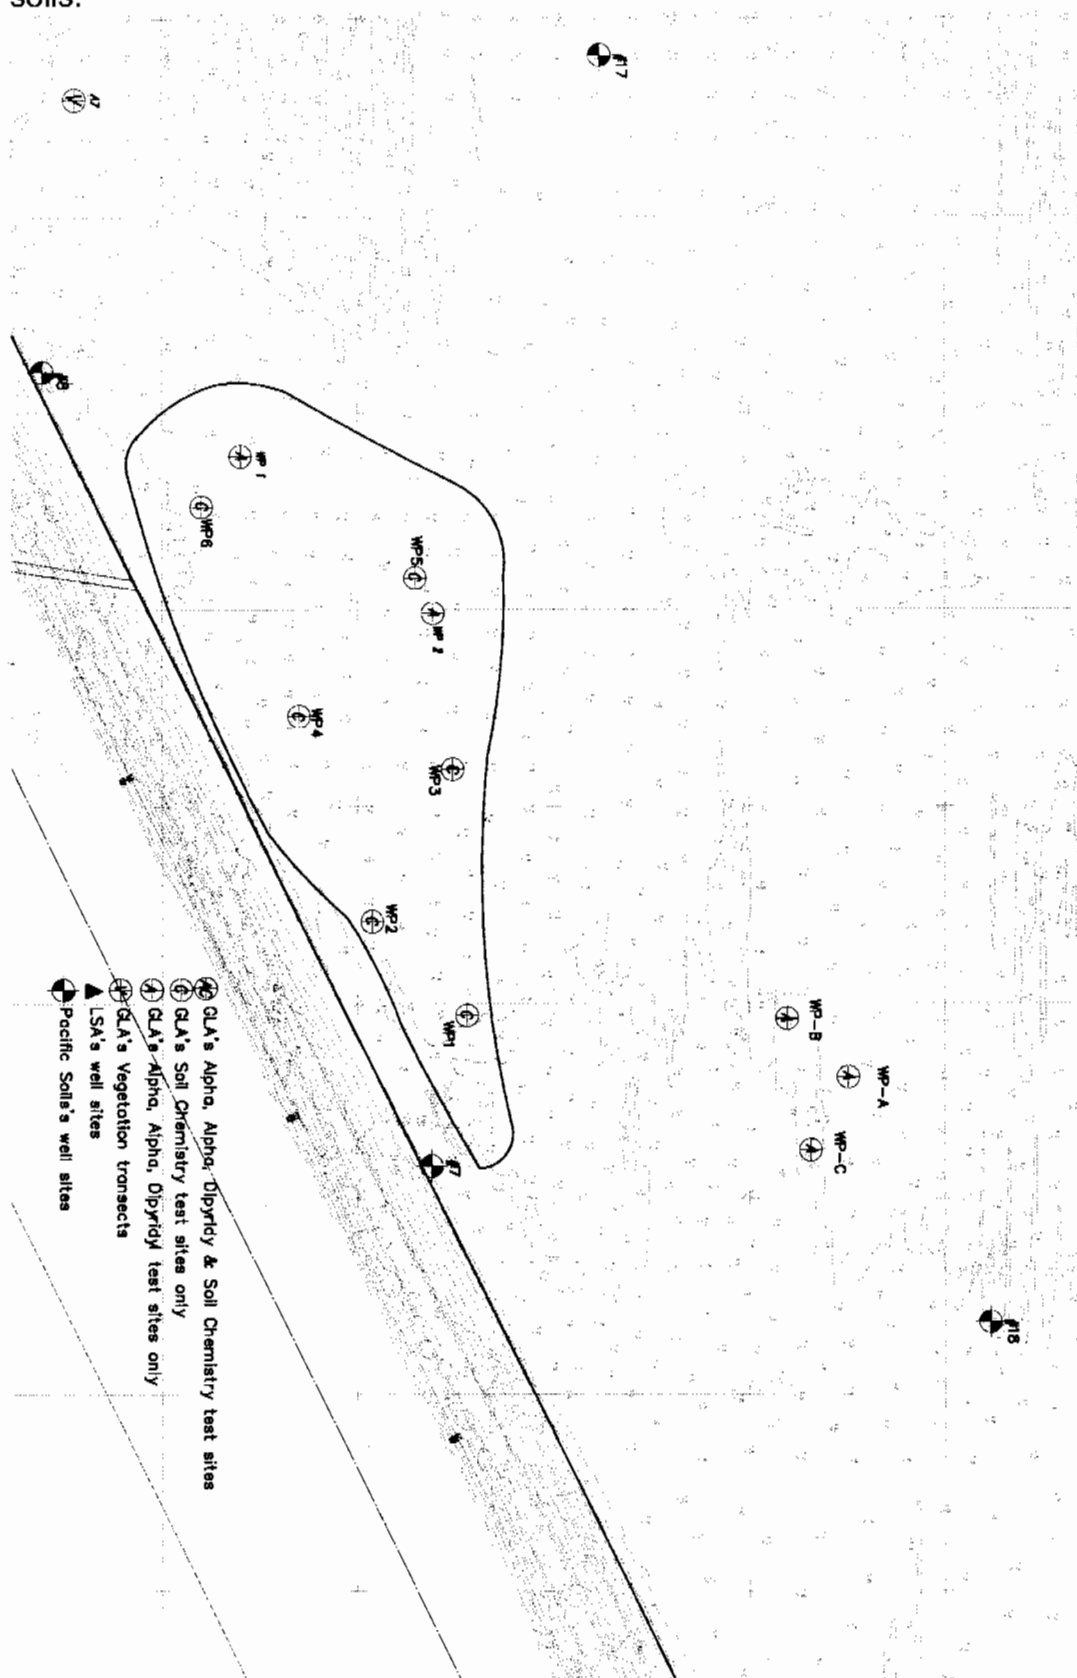 soils.
#17
A7
#8
WP 1
WP6
WP5
WP 2
WP4
WP3
WP2
WP1
WP-B
WP-A
WP-C
#7
#18
GLA's Alpha, Alpha, Dipyridy & Soil Chemistry test sites
GLA's Soil Chemistry test sites only
GLA's Alpha, Alpha, Dipyridyl test sites only
GLA's Vegetation transects
LSA's well sites
Pacific Soils's well sites